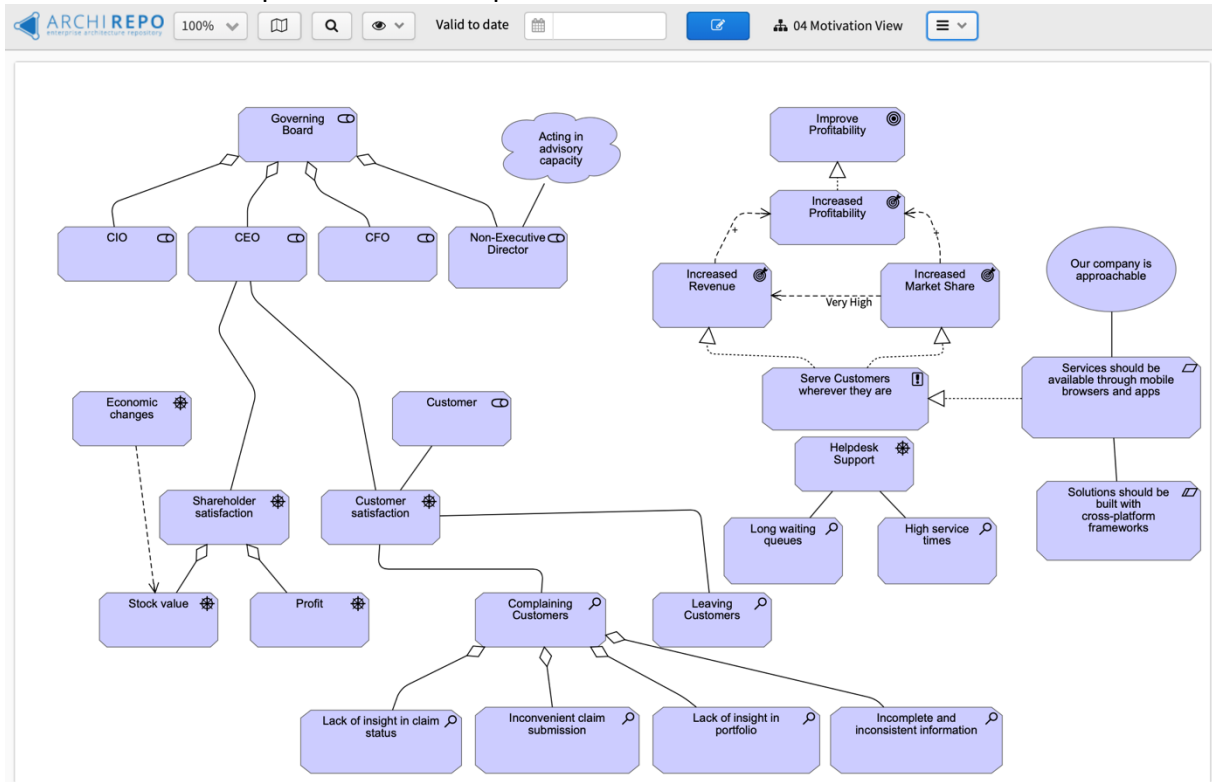 ARCHIREPO
enterprise architecture repository
100%
Valid to date
04 Motivation View
Governing
Board
Acting in
advisory
capacity
Improve
Profitability
Increased
Profitability
CIO
CEO
CFO
Non-Executive
Director
+
+
Increased
Revenue
Increased
Market Share
Very High
Our company is
approachable
Serve Customers
wherever they are
Services should be
available through mobile
browsers and apps
Economic
changes
Customer
Helpdesk
Support
Shareholder
satisfaction
Customer
satisfaction
Long waiting
queues
High service
times
Solutions should be
built with
cross-platform
frameworks
Stock value
Profit
Complaining
Customers
Leaving
Customers
Lack of insight in claim
status
Inconvenient claim
submission
Lack of insight in
portfolio
Incomplete and
inconsistent information